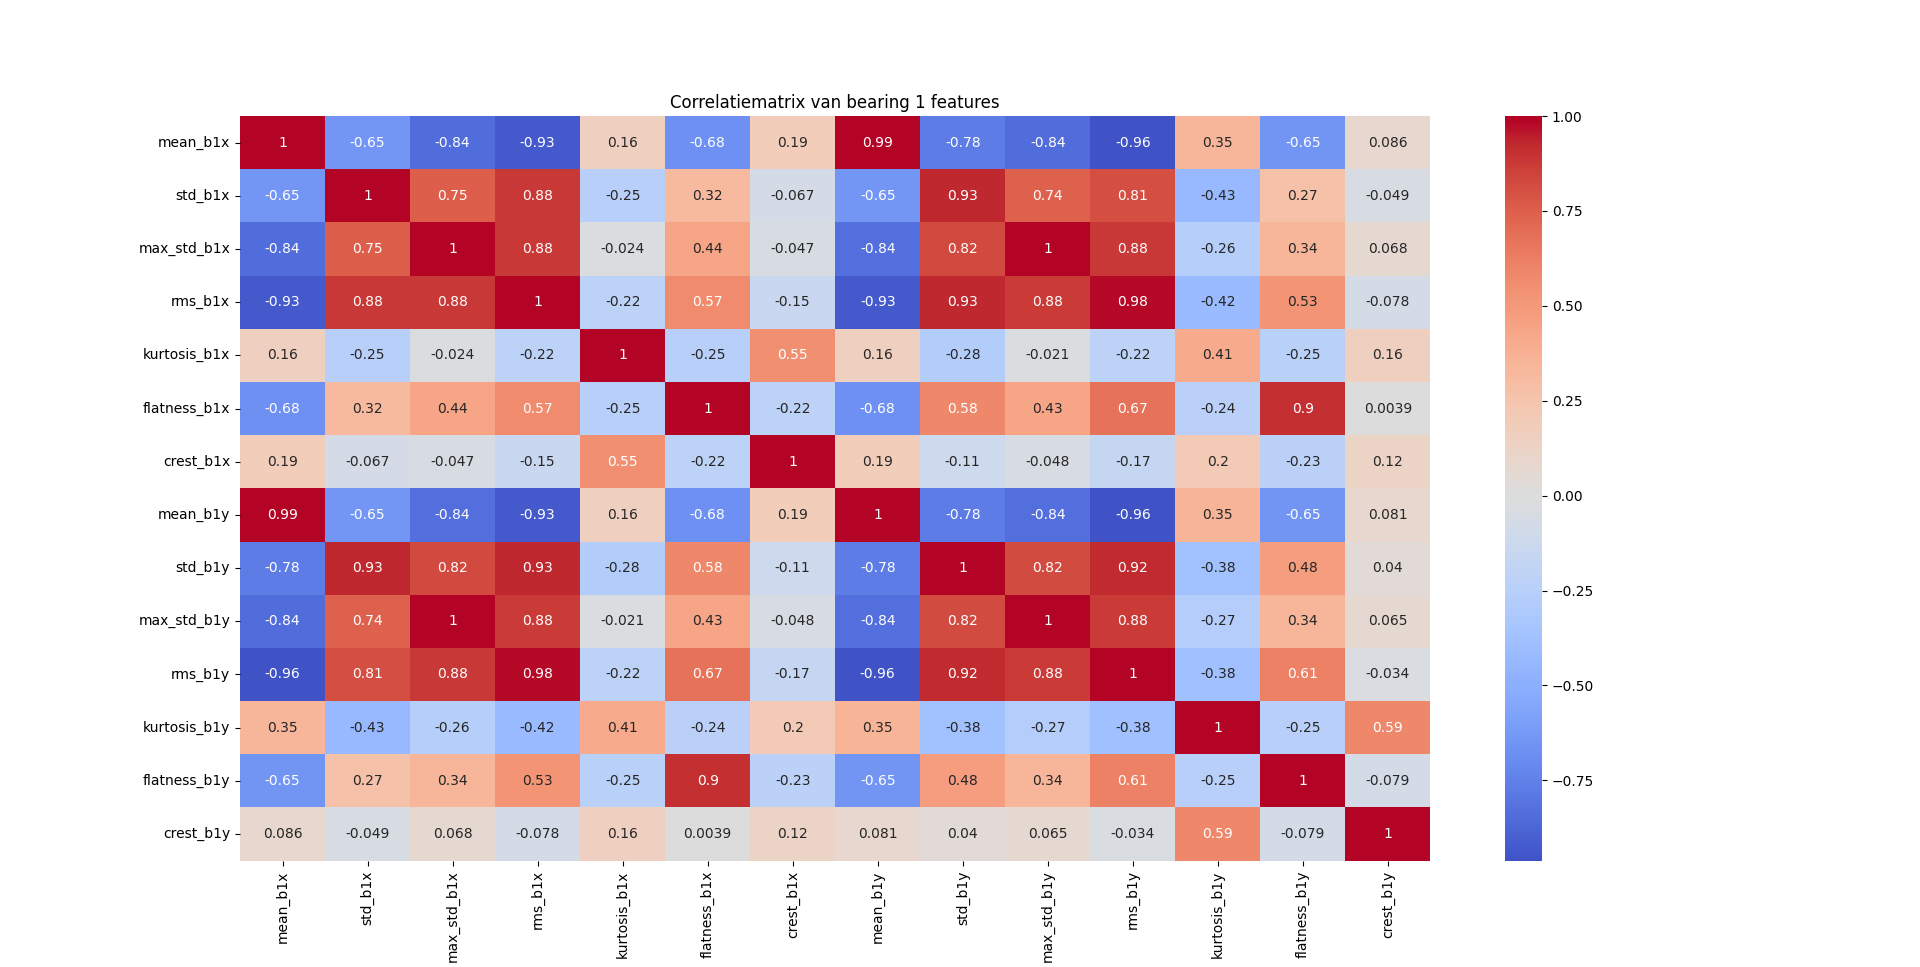 Correlatiematrix van bearing 1 features
mean_b1x 1 -0.65 -0.84 -0.93 0.16 -0.68 0.19 0.99 -0.78 -0.84 -0.96 0.35 -0.65 0.086
std_b1x -0.65 1 0.75 0.88 -0.25 0.32 -0.067 -0.65 0.93 0.74 0.81 -0.43 0.27 -0.049
max_std_b1x -0.84 0.75 1 0.88 -0.024 0.44 -0.047 -0.84 0.82 1 0.88 -0.26 0.34 0.068
rms_b1x -0.93 0.88 0.88 1 -0.22 0.57 -0.15 -0.93 0.93 0.88 0.98 -0.42 0.53 -0.078
kurtosis_b1x 0.16 -0.25 -0.024 -0.22 1 -0.25 0.55 0.16 -0.28 -0.021 -0.22 0.41 -0.25 0.16
flatness_b1x -0.68 0.32 0.44 0.57 -0.25 1 -0.22 -0.68 0.58 0.43 0.67 -0.24 0.9 0.0039
crest_b1x 0.19 -0.067 -0.047 -0.15 0.55 -0.22 1 0.19 -0.11 -0.048 -0.17 0.2 -0.23 0.12
mean_b1y 0.99 -0.65 -0.84 -0.93 0.16 -0.68 0.19 1 -0.78 -0.84 -0.96 0.35 -0.65 0.081
std_b1y -0.78 0.93 0.82 0.93 -0.28 0.58 -0.11 -0.78 1 0.82 0.92 -0.38 0.48 0.04
max_std_b1y -0.84 0.74 1 0.88 -0.021 0.43 -0.048 -0.84 0.82 1 0.88 -0.27 0.34 0.065
rms_b1y -0.96 0.81 0.88 0.98 -0.22 0.67 -0.17 -0.96 0.92 0.88 1 -0.38 0.61 -0.034
kurtosis_b1y 0.35 -0.43 -0.26 -0.42 0.41 -0.24 0.2 0.35 -0.38 -0.27 -0.38 1 -0.25 0.59
flatness_b1y -0.65 0.27 0.34 0.53 -0.25 0.9 -0.23 -0.65 0.48 0.34 0.61 -0.25 1 -0.079
crest_b1y 0.086 -0.049 0.068 -0.078 0.16 0.0039 0.12 0.081 0.04 0.065 -0.034 0.59 -0.079 1
mean_b1x std_b1x max_std_b1x rms_b1x kurtosis_b1x flatness_b1x crest_b1x mean_b1y std_b1y max_std_b1y rms_b1y kurtosis_b1y flatness_b1y crest_b1y
1.00
0.75
0.50
0.25
0.00
−0.25
−0.50
−0.75